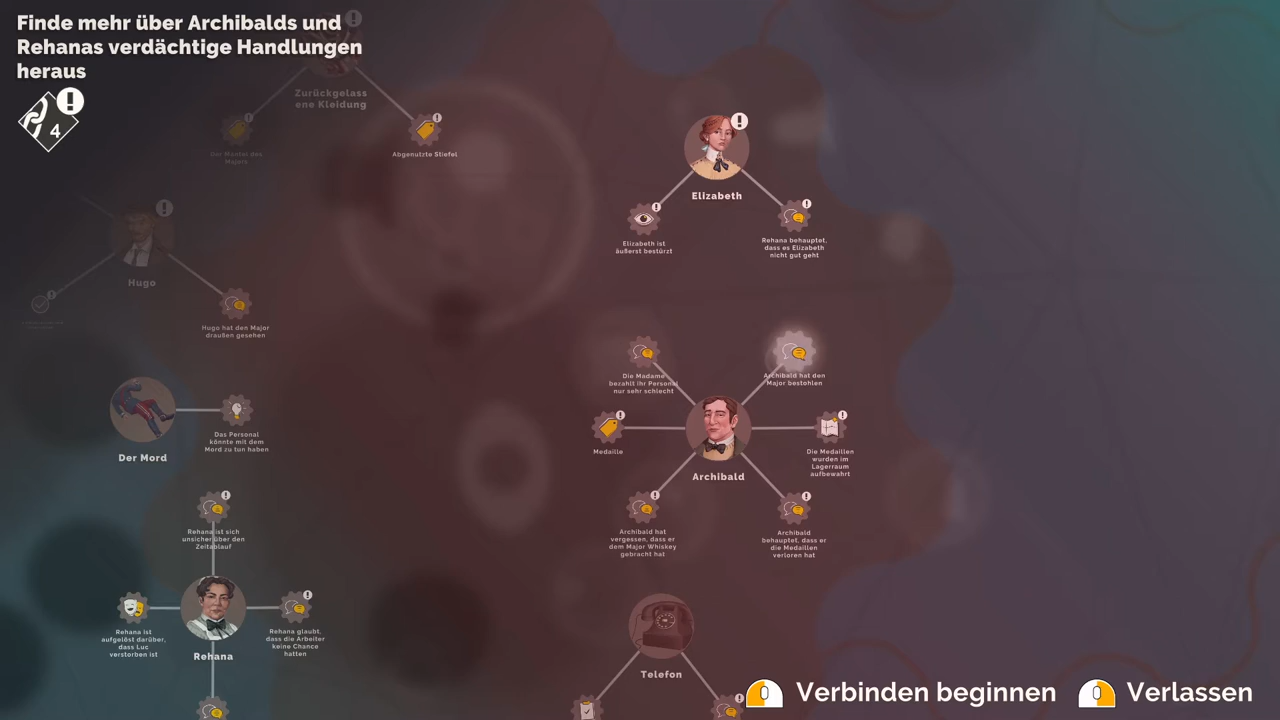 Finde mehr über Archibalds und
Rehanas verdächtige Handlungen
heraus
4
Zurückgelass
ene Kleidung
Der Mantel des
Majors
Abgenutzte Stiefel
Elizabeth
Elizabeth ist
äußerst bestürzt
Rehana behauptet,
dass es Elizabeth
nicht gut geht
Hugo
Hugo hat den Major
draußen gesehen
Die Madame
bezahlt ihr Personal
nur sehr schlecht
Archibald hat den
Major bestohlen
Medaille
Archibald
Die Medaillen
wurden im
Lagerraum
aufbewahrt
Archibald hat
vergessen, dass er
dem Major Whiskey
gebracht hat
Archibald
behauptet, dass er
die Medaillen
verloren hat
Der Mord
Das Personal
könnte mit dem
Mord zu tun haben
Rehana ist sich
unsicher über den
Zeitablauf
Rehana ist
aufgelöst darüber,
dass Luc
verstorben ist
Rehana
Rehana glaubt,
dass die Arbeiter
keine Chance
hatten
Telefon
Verbinden beginnen
Verlassen